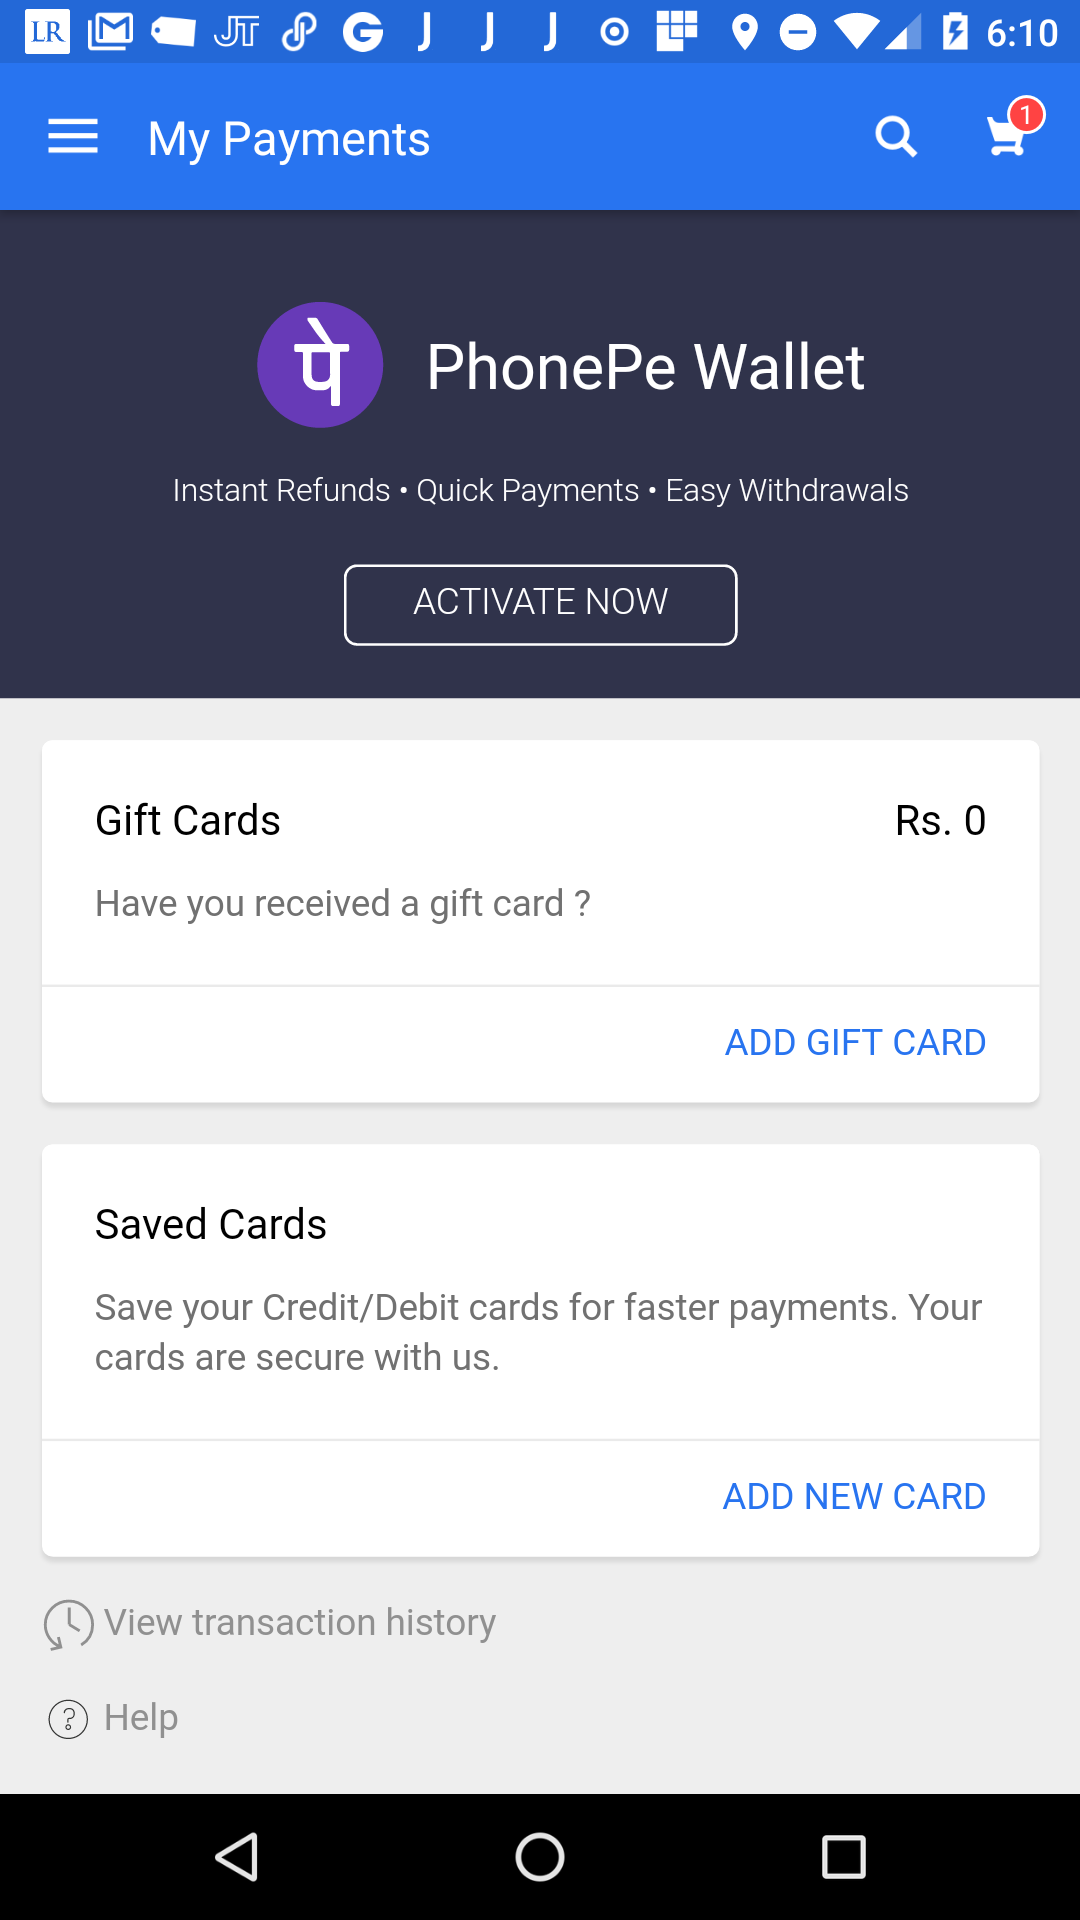 LR M JT G J J J 6:10
My Payments 1
पे PhonePe Wallet
Instant Refunds • Quick Payments • Easy Withdrawals
ACTIVATE NOW
Gift Cards Rs. 0
Have you received a gift card ?
ADD GIFT CARD
Saved Cards
Save your Credit/Debit cards for faster payments. Your
cards are secure with us.
ADD NEW CARD
View transaction history
? Help